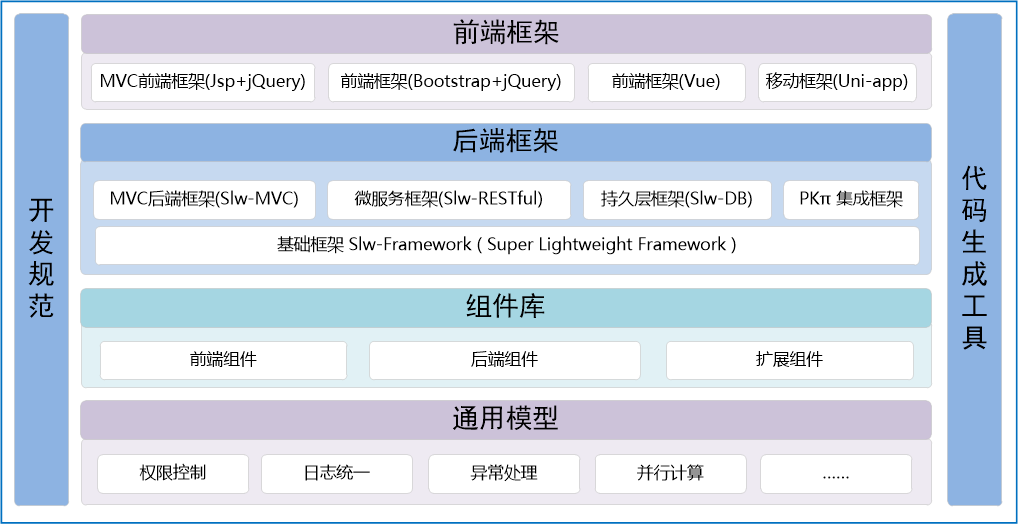 开发规范
前端框架
MVC前端框架(Jsp+jQuery)
前端框架(Bootstrap+jQuery)
前端框架(Vue)
移动框架(Uni-app)
后端框架
MVC后端框架(Slw-MVC)
微服务框架(Slw-RESTful)
持久层框架(Slw-DB)
PKπ 集成框架
基础框架 Slw-Framework ( Super Lightweight Framework )
组件库
前端组件
后端组件
扩展组件
通用模型
权限控制
日志统一
异常处理
并行计算
......
代码生成工具